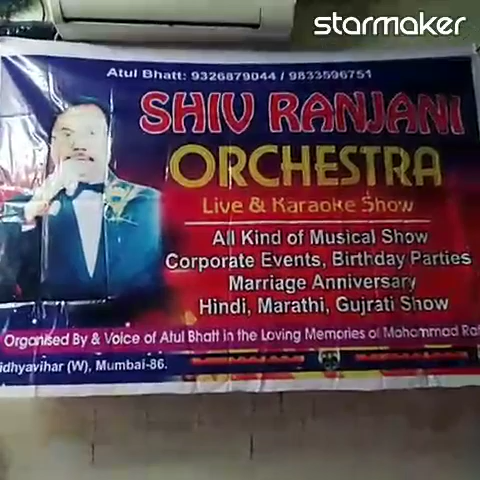 starmaker
Atul Bhatt: 9326879044 / 9833596751
SHIV RANJANI
ORCHESTRA
Live & Karaoke Show
All Kind of Musical Show
Corporate Events, Birthday Parties
Marriage Anniversary
Hindi, Marathi, Gujrati Show
Organised By & Voice of Atul Bhatt in the Loving Memories of Mohammad Raf
idhyavihar (W), Mumbai-86.